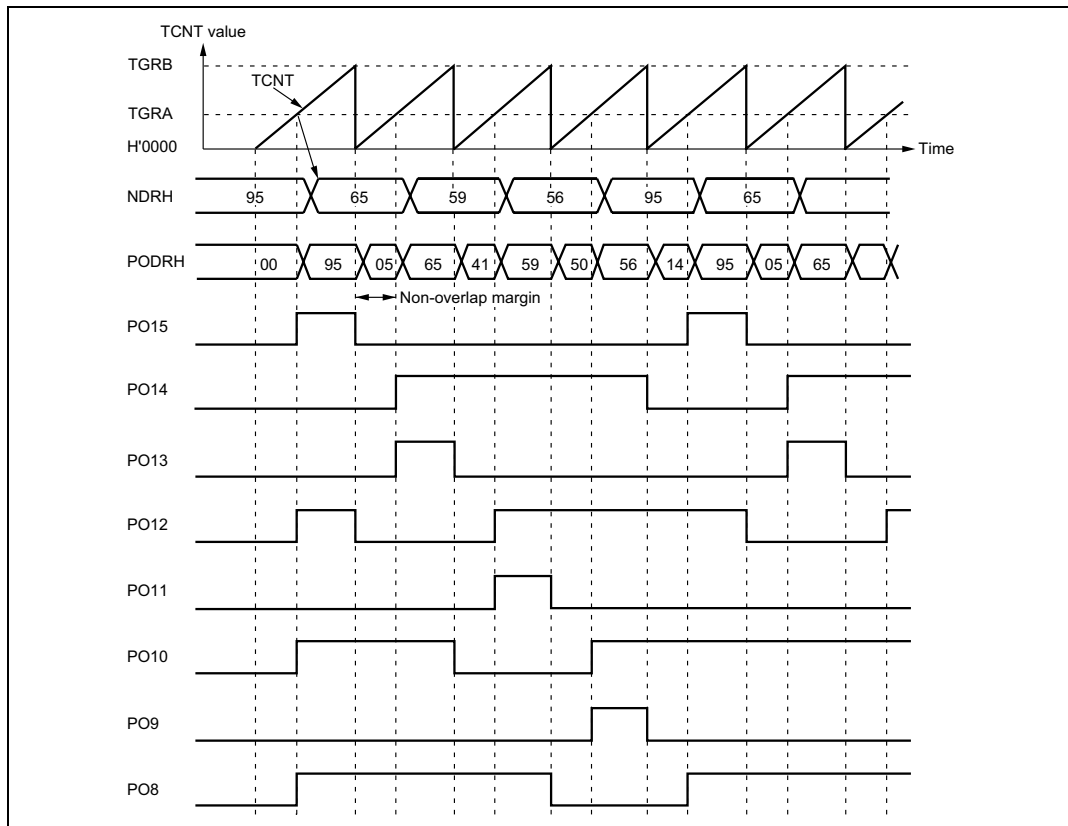 TCNT value
TGRB
TCNT
TGRA
H'0000
Time
NDRH
95 65 59 56 95 65
PODRH
00 95 05 65 41 59 50 56 14 95 05 65
Non-overlap margin
PO15
PO14
PO13
PO12
PO11
PO10
PO9
PO8